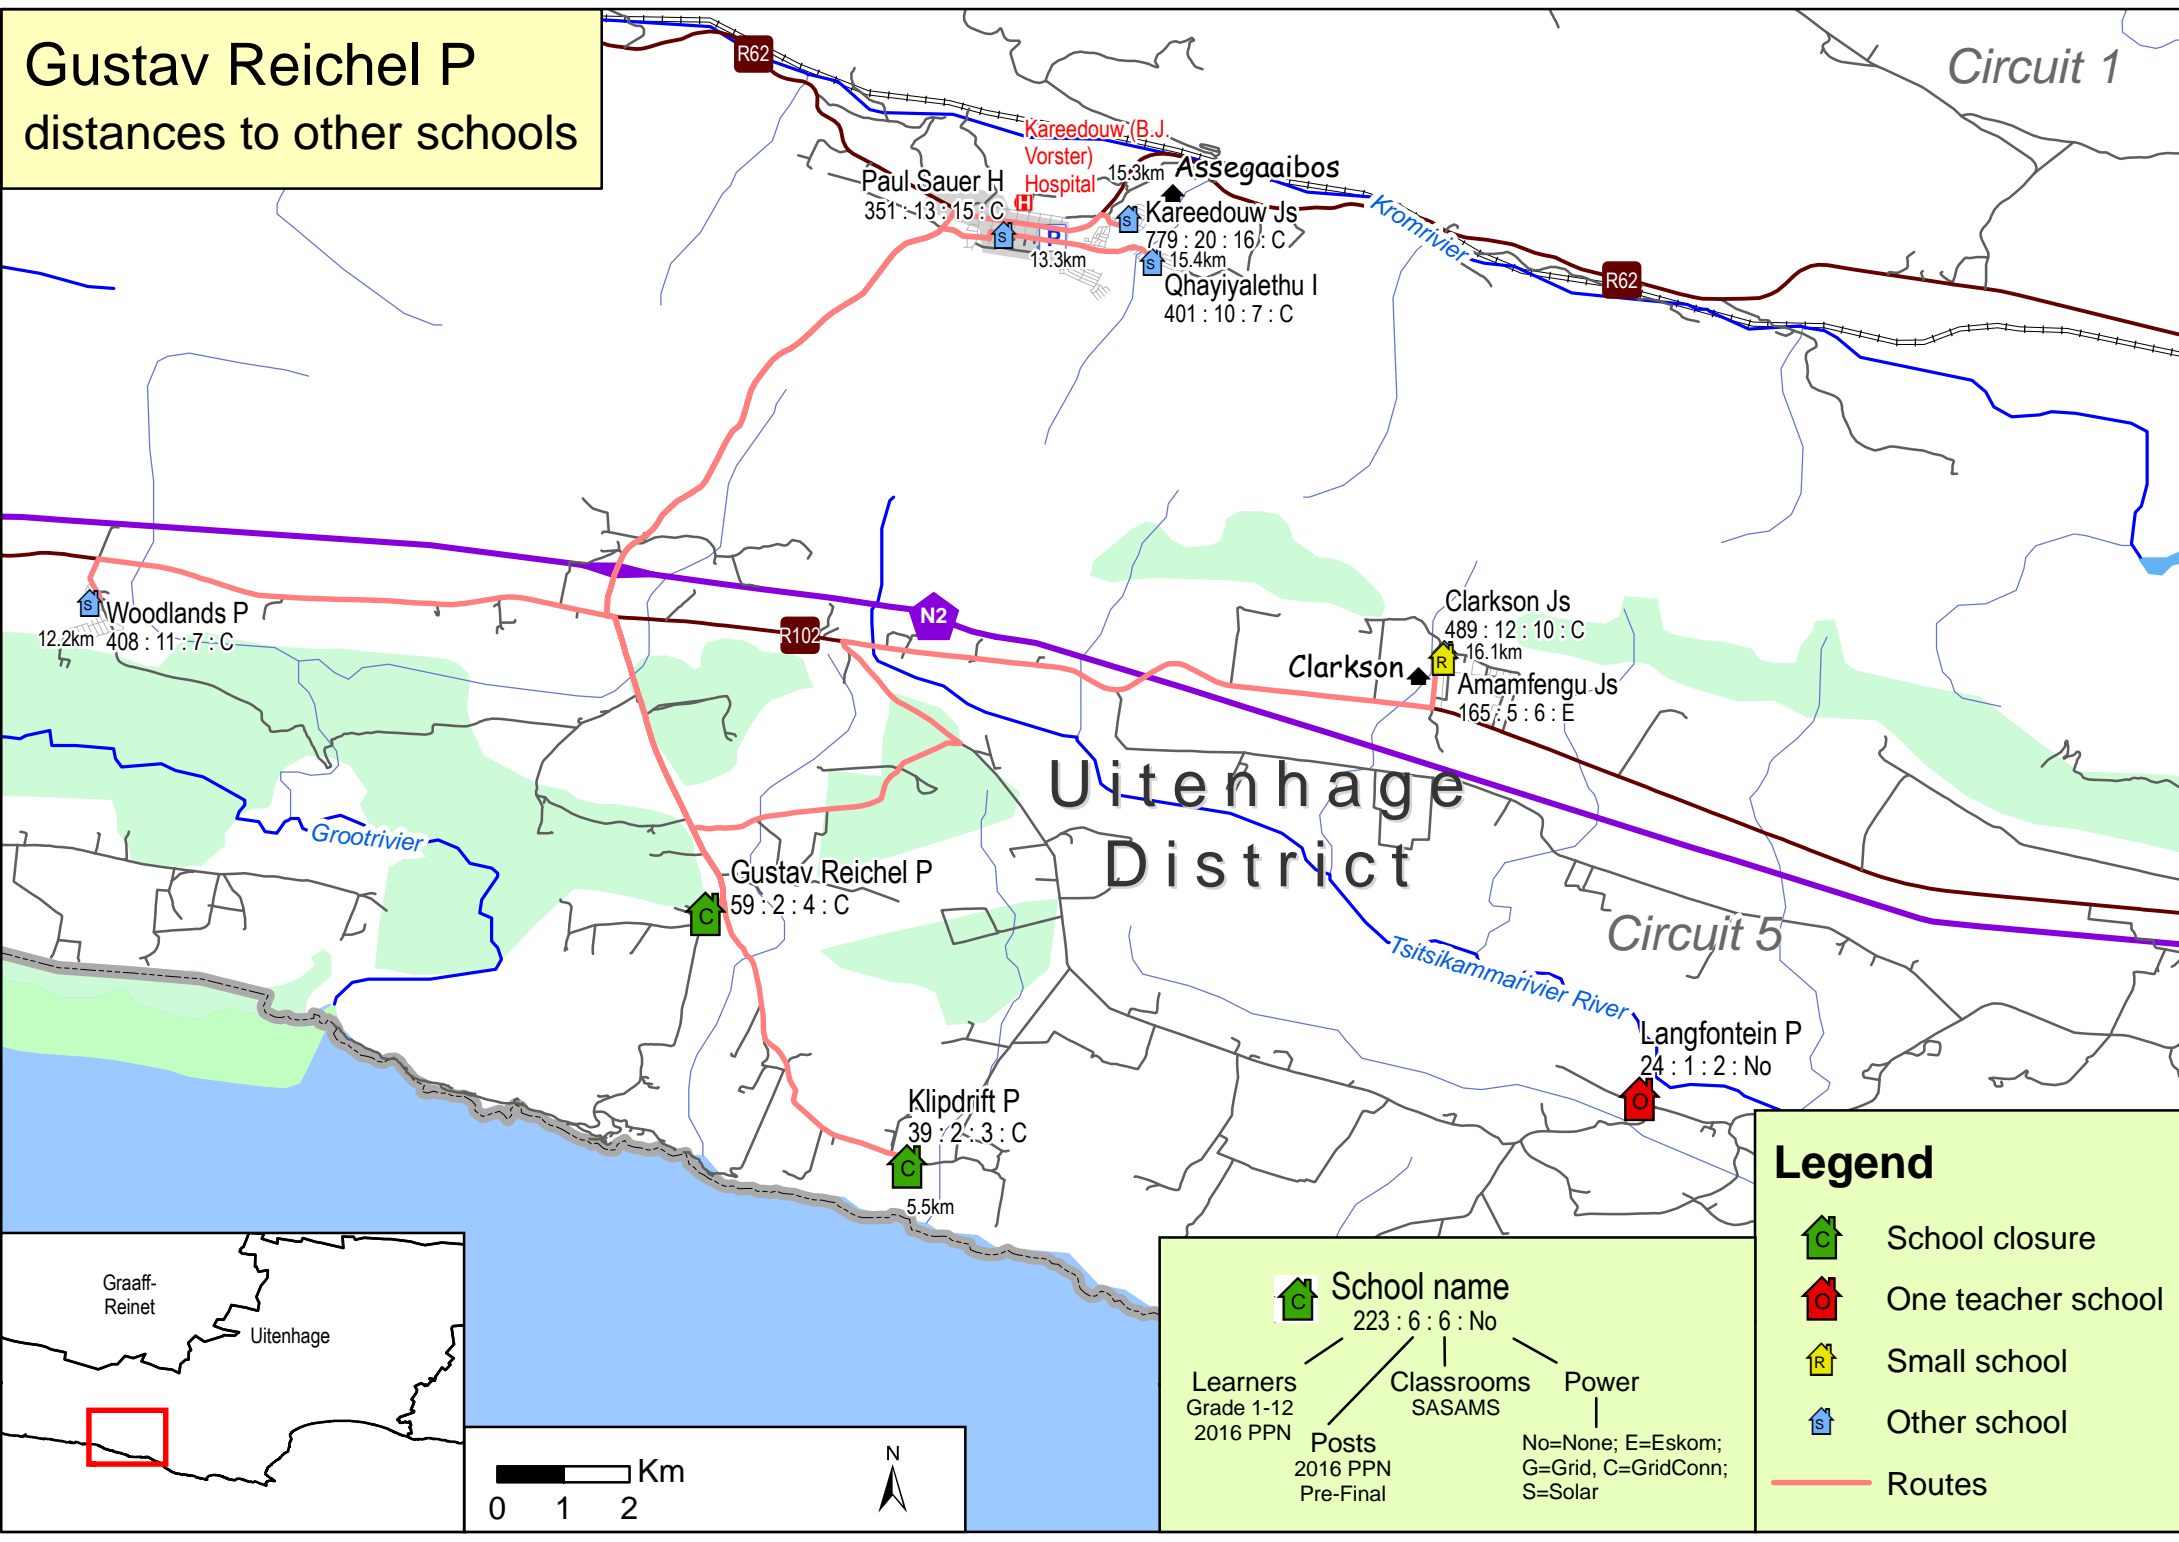 Gustav Reichel P
distances to other schools
R62
Circuit 1
Kareedouw (B.J.
Vorster)
Hospital
H
15.3km
Assegaaibos
Paul Sauer H
351 : 13 : 15 : C
S
P
13.3km
S
Kareedouw Js
779 : 20 : 16 : C
S
15.4km
Qhayiyalethu I
401 : 10 : 7 : C
Kromrivier
R62
S
Woodlands P
12.2km
408 : 11 : 7 : C
R102
N2
Clarkson Js
489 : 12 : 10 : C
R
16.1km
Clarkson
Amamfengu Js
165 : 5 : 6 : E
Uitenhage
District
Grootrivier
Gustav Reichel P
C
59 : 2 : 4 : C
Circuit 5
Tsitsikammarivier River
Langfontein P
24 : 1 : 2 : No
O
Klipdrift P
39 : 2 : 3 : C
C
5.5km
Graaff-
Reinet
Uitenhage
Km
0 1 2
N
C
School name
223 : 6 : 6 : No
Learners
Grade 1-12
2016 PPN
Posts
2016 PPN
Pre-Final
Classrooms
SASAMS
Power
No=None; E=Eskom;
G=Grid, C=GridConn;
S=Solar
Legend
C School closure
O One teacher school
R Small school
S Other school
Routes